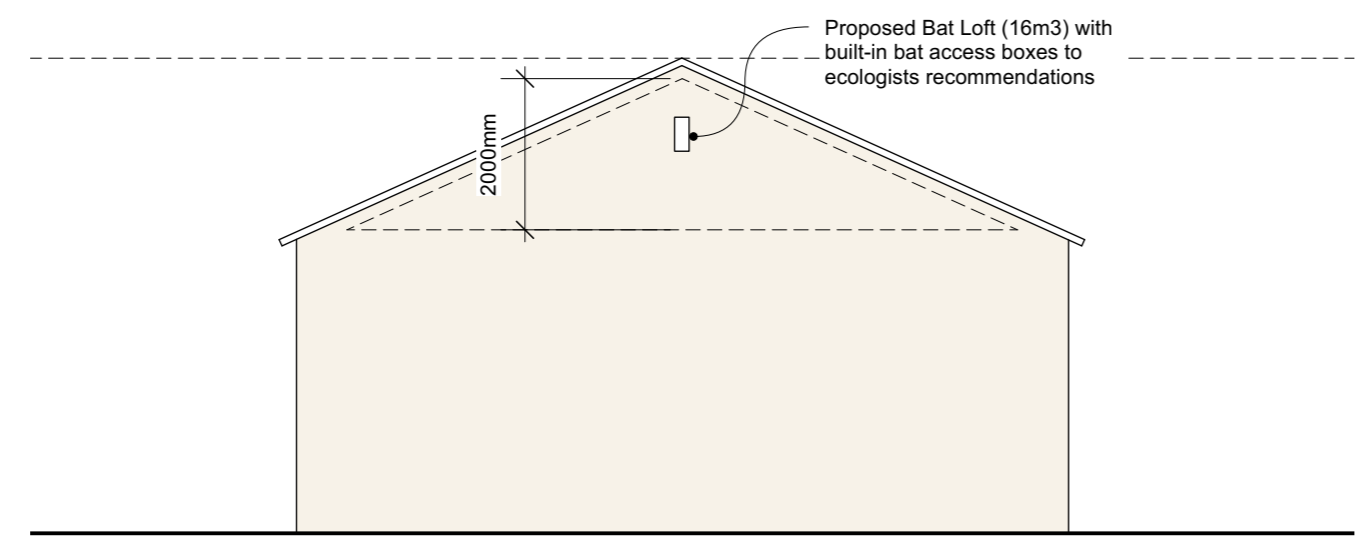 Proposed Bat Loft (16m3) with
built-in bat access boxes to
ecologists recommendations
2000mm